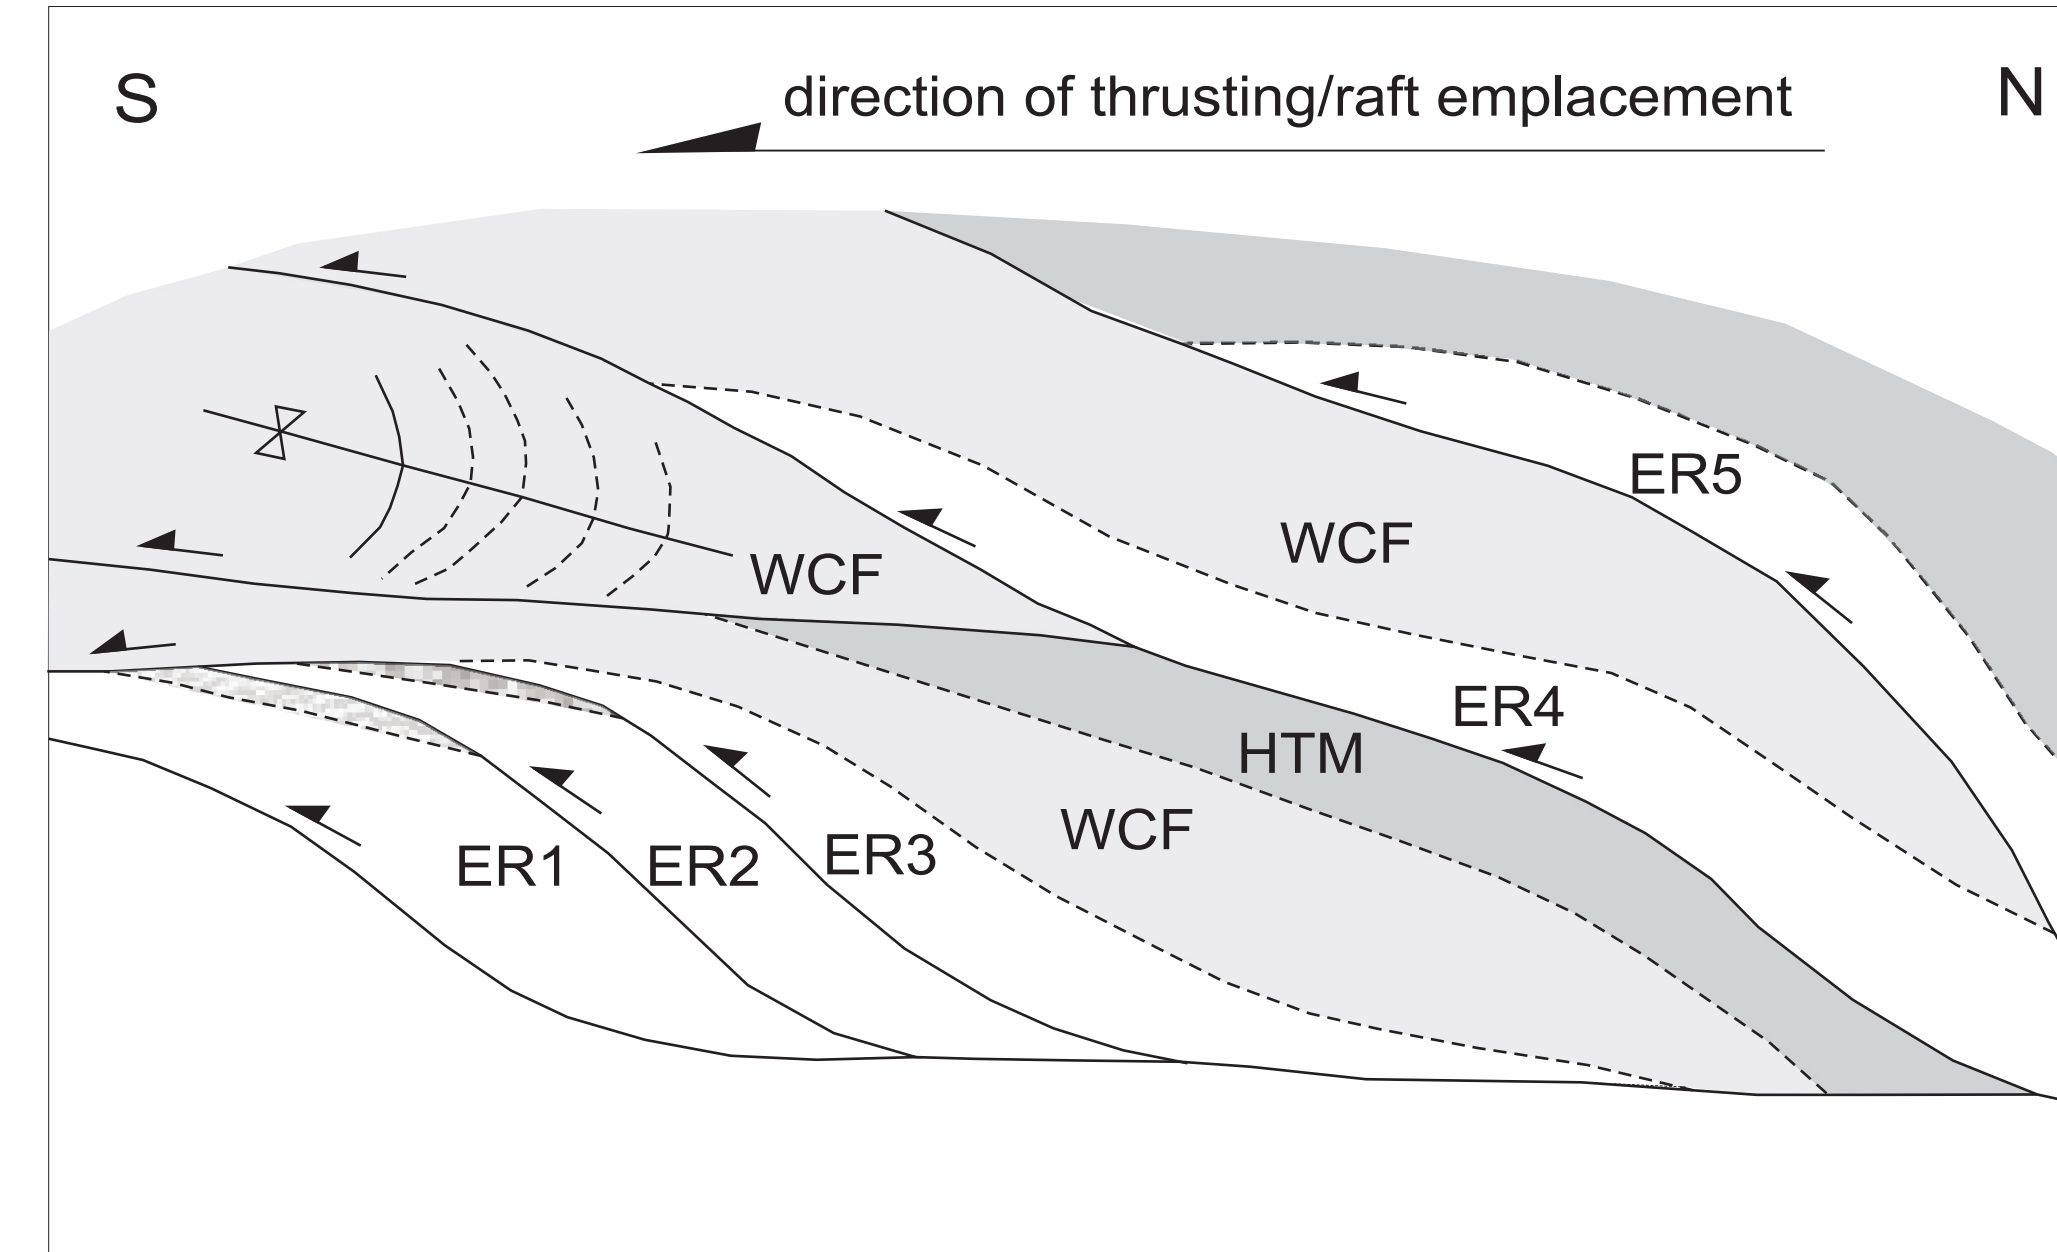 S
N
direction of thrusting/raft emplacement
ER5
WCF
WCF
ER4
HTM
WCF
ER1
ER2
ER3